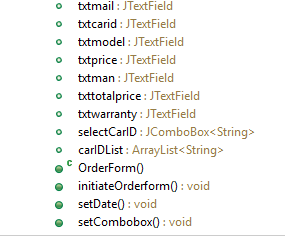 txtmail : JTextField
txtcarid : JTextField
txtmodel : JTextField
txtprice : JTextField
txtman : JTextField
txttotalprice : JTextField
txtwarranty : JTextField
selectCarID : JComboBox<String>
carIDList : ArrayList<String>
C OrderForm()
initiateOrderform() : void
setDate() : void
setCombobox() : void